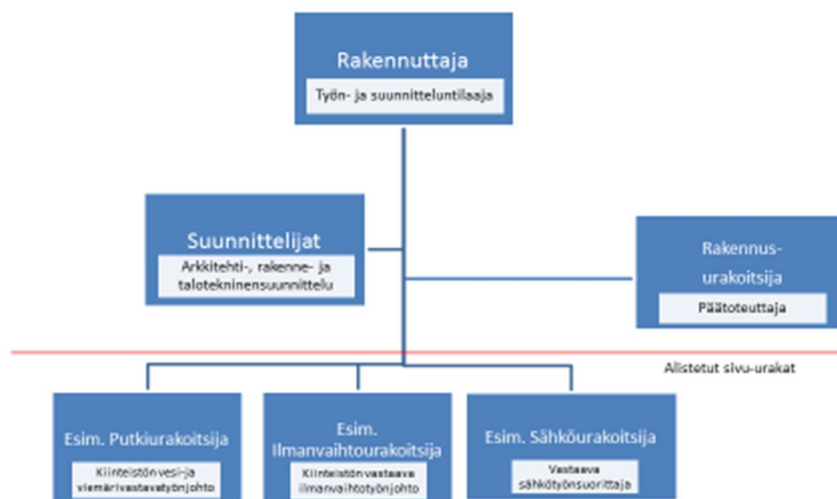 Rakennuttaja
Työn- ja suunnitteluntilaaja
Suunnittelijat
Arkkitehti-, rakenne- ja
talotekninensuunnittelu
Rakennus-
urakoitsija
Päätoteuttaja
Alistetut sivu-urakat
Esim. Putkiurakoitsija
Kiinteistön vesi-ja
viemärivastavatyönjohto
Esim.
Ilmanvaihtourakoitsija
Kiinteistön vastaava
ilmanvaihtotyönjohto
Esim. Sähköurakoitsija
Vastaava
sähkötyönsuorittaja